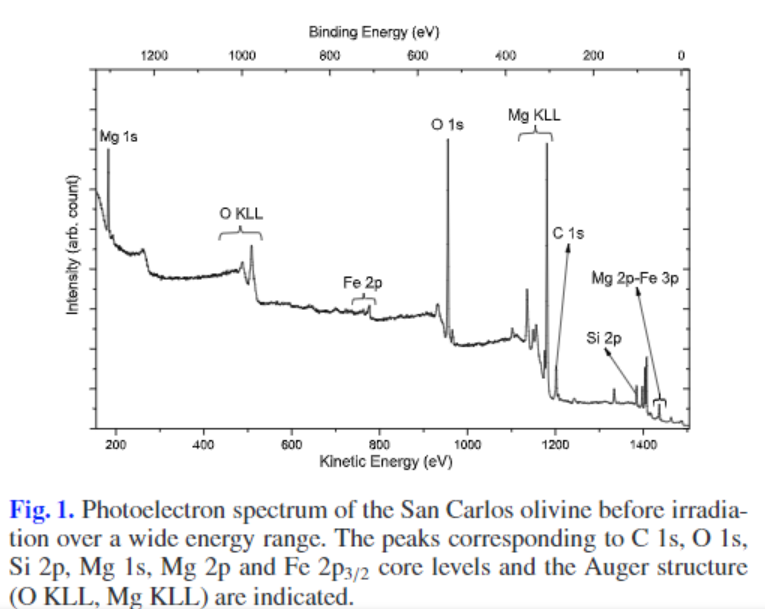 Binding Energy (eV)
1200 1000 800 600 400 200 0
Mg 1s
O KLL
Fe 2p
O 1s
Mg KLL
C 1s
Mg 2p-Fe 3p
Si 2p
Intensity (arb. count)
200 400 600 800 1000 1200 1400
Kinetic Energy (eV)
Fig. 1. Photoelectron spectrum of the San Carlos olivine before irradia-
tion over a wide energy range. The peaks corresponding to C 1s, O 1s,
Si 2p, Mg 1s, Mg 2p and Fe 2p3/2 core levels and the Auger structure
(O KLL, Mg KLL) are indicated.